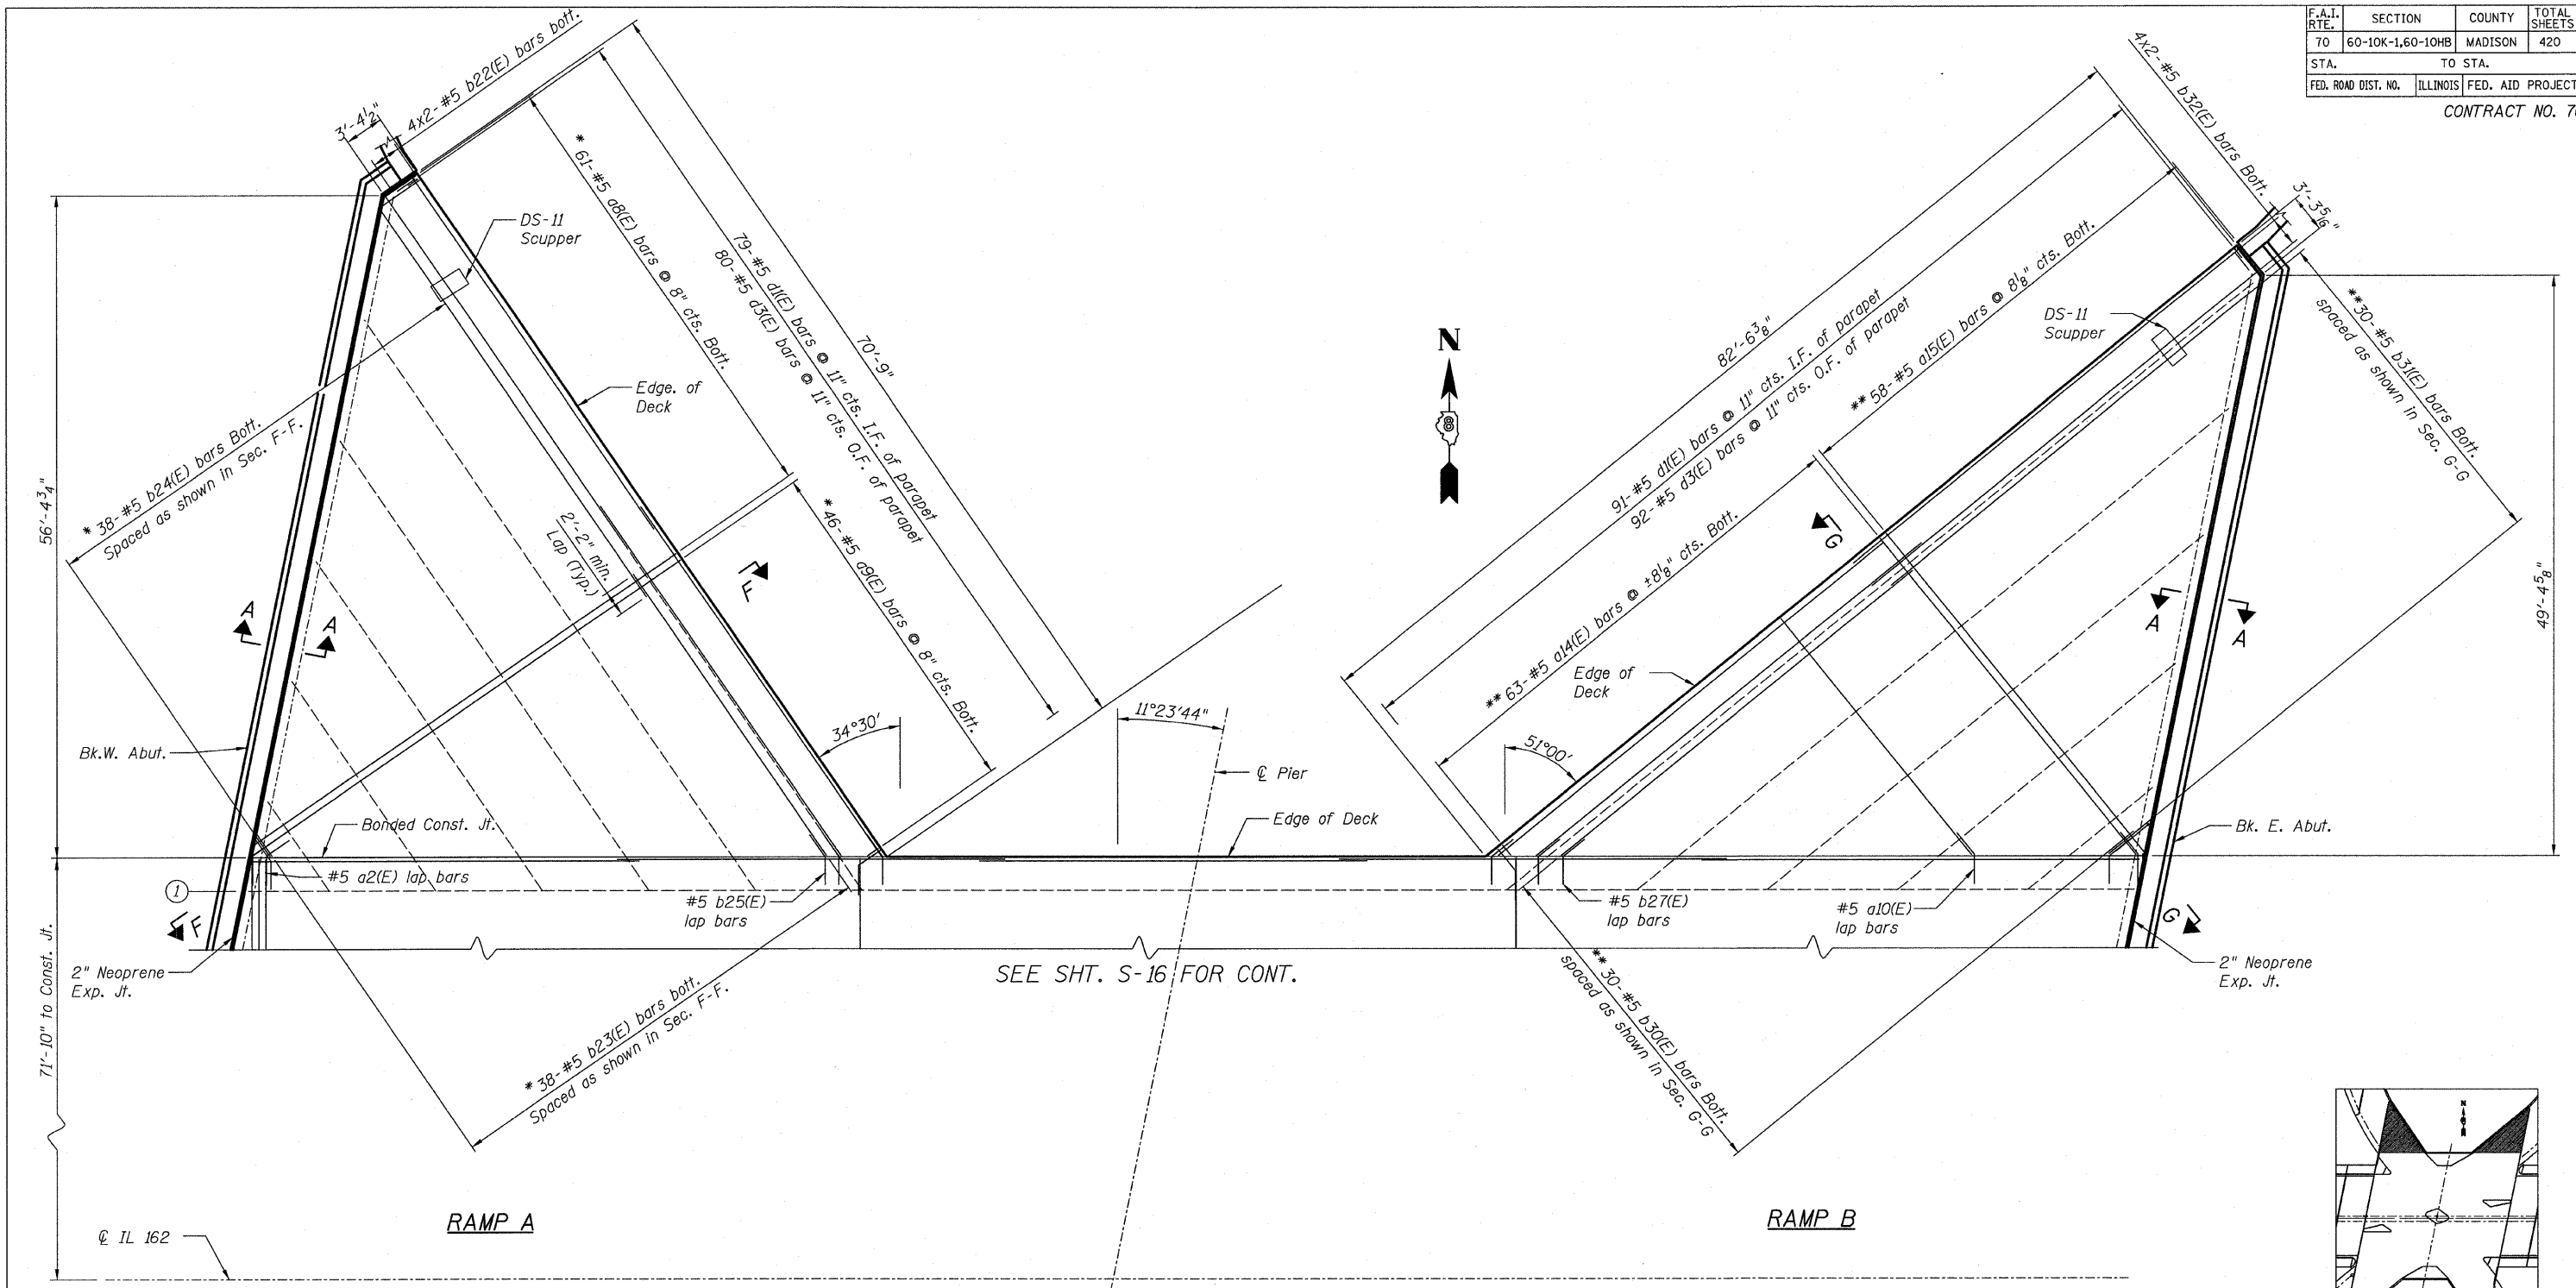 F.A.I. RTE. SECTION COUNTY TOTAL SHEETS
70 60-10K-1,60-10HB MADISON 420
STA. TO STA.
FED. ROAD DIST. NO. ILLINOIS FED. AID PROJECT
CONTRACT NO.
4x2-#5 b22(E) bars bott.
3'-4½"
DS-11
Scupper
* 61-#5 a8(E) bars @ 8" cts. Bott.
79-#5 d1(E) bars @ 11" cts. I.F. of parapet
80-#5 d3(E) bars @ 11" cts. O.F. of parapet
70'-9"
Edge. of
Deck
* 38-#5 b24(E) bars Bott.
Spaced as shown in Sec. F-F.
56'-4¾"
2'-2" min.
Lap (Typ.)
* 46-#5 a9(E) bars @ 8" cts. Bott.
F
A
A
34°30'
11°23'44"
Bk.W. Abut.
Bonded Const. Jt.
℄ Pier
Edge of Deck
1
#5 a2(E) lap bars
#5 b25(E)
lap bars
F
2" Neoprene
Exp. Jt.
71'-10" to Const. Jt.
* 38-#5 b23(E) bars bott.
Spaced as shown in Sec. F-F.
SEE SHT. S-16 FOR CONT.
RAMP A
℄ IL 162
N
8
4x2-#5 b32(E) bars Bott.
3'-3⁵⁄₁₆"
82'-6⅜"
91-#5 d1(E) bars @ 11" cts. I.F. of parapet
92-#5 d3(E) bars @ 11" cts. O.F. of parapet
** 58-#5 a15(E) bars @ 8⅛" cts. Bott.
DS-11
Scupper
**30-#5 b31(E) bars Bott.
spaced as shown in Sec. G-G
** 63-#5 a14(E) bars @ ±8⅛" cts. Bott.
G
Edge of
Deck
A
A
49'-4⅝"
51°00'
Bk. E. Abut.
#5 b27(E)
lap bars
#5 a10(E)
lap bars
G
2" Neoprene
Exp. Jt.
** 30-#5 b30(E) bars Bott.
spaced as shown in Sec. G-G
RAMP B
N